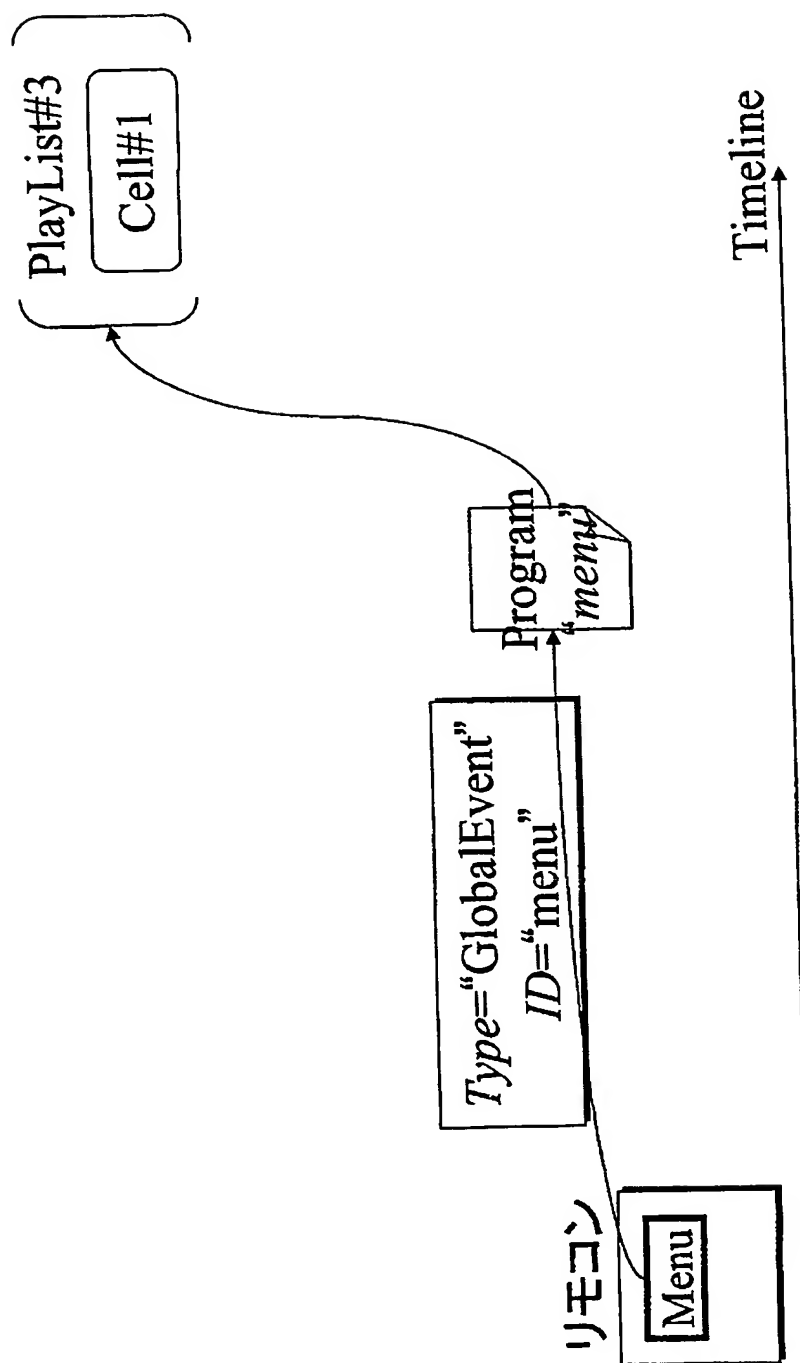 リモコン
Menu
Type=“GlobalEvent”
ID=“menu”
Program
“menu”
PlayList#3
Cell#1
Timeline